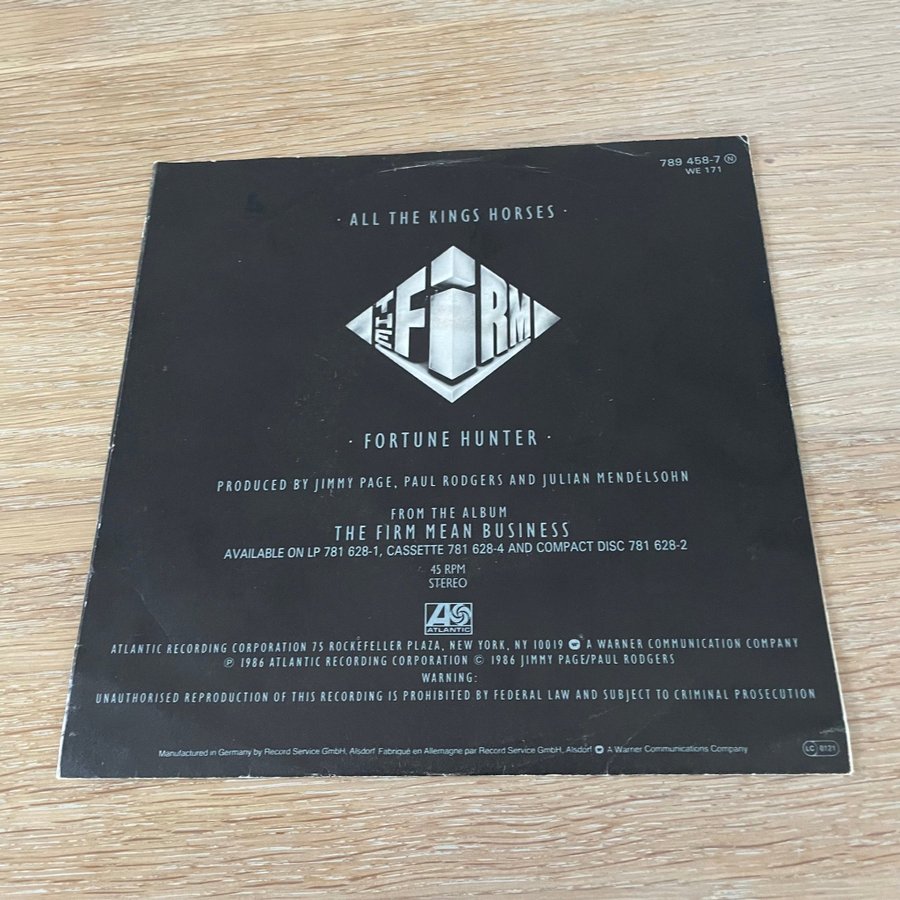 789 458-7 Ⓝ
WE 171
· ALL THE KINGS HORSES ·
THE FiRM
· FORTUNE HUNTER ·
PRODUCED BY JIMMY PAGE, PAUL RODGERS AND JULIAN MENDELSOHN
FROM THE ALBUM
THE FIRM MEAN BUSINESS
AVAILABLE ON LP 781 628-1, CASSETTE 781 628-4 AND COMPACT DISC 781 628-2
45 RPM
STEREO
ATLANTIC
ATLANTIC RECORDING CORPORATION 75 ROCKEFELLER PLAZA, NEW YORK, NY 10019 A WARNER COMMUNICATION COMPANY
℗ 1986 ATLANTIC RECORDING CORPORATION © 1986 JIMMY PAGE/PAUL RODGERS
WARNING:
UNAUTHORISED REPRODUCTION OF THIS RECORDING IS PROHIBITED BY FEDERAL LAW AND SUBJECT TO CRIMINAL PROSECUTION
Manufactured in Germany by Record Service GmbH, Alsdorf Fabriqué en Allemagne par Record Service GmbH, Alsdorf A Warner Communications Company
LC 0121